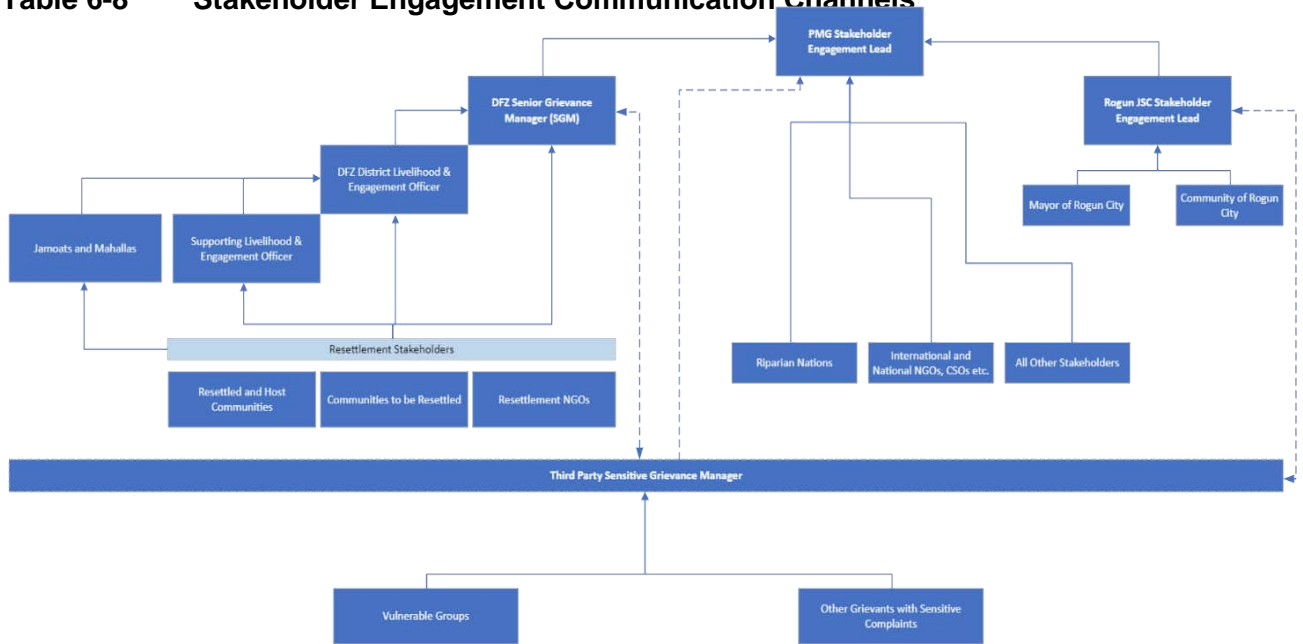 Table 6-8 Stakeholder Engagement Communication Channels
PMG Stakeholder
Engagement Lead
DFZ Senior Grievance
Manager (SGM)
Rogun JSC Stakeholder
Engagement Lead
DFZ District Livelihood &
Engagement Officer
Mayor of Rogun City
Community of Rogun
City
Jamoats and Mahallas
Supporting Livelihood &
Engagement Officer
Resettlement Stakeholders
Riparian Nations
International and
National NGOs, CSOs etc.
All Other Stakeholders
Resettled and Host
Communities
Communities to be Resettled
Resettlement NGOs
Third Party Sensitive Grievance Manager
Vulnerable Groups
Other Grievants with Sensitive
Complaints